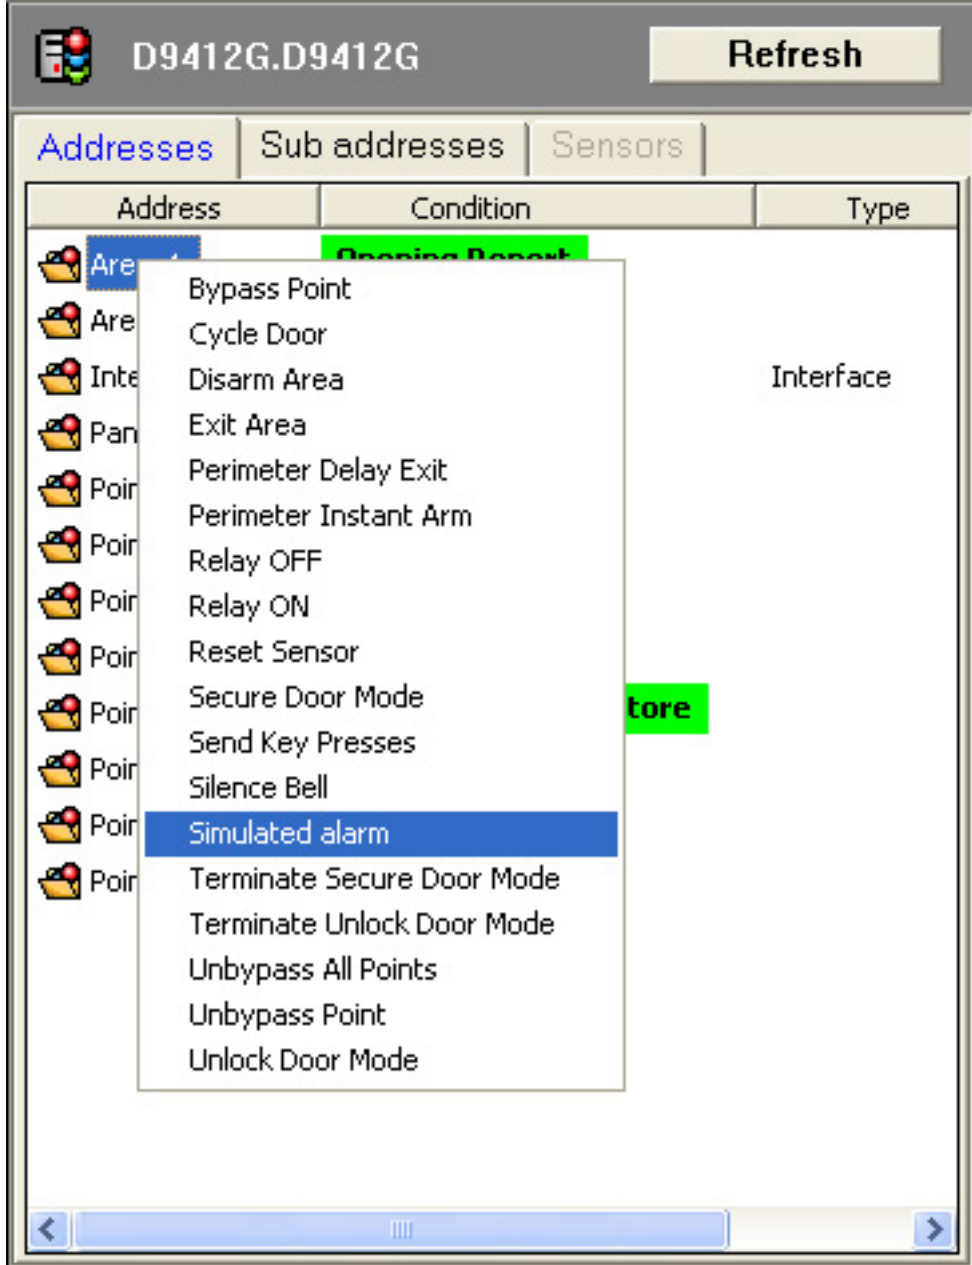 D9412G.D9412G
Refresh
Addresses Sub addresses Sensors
Address Condition Type
Bypass Point
Cycle Door
Disarm Area
Interface
Exit Area
Perimeter Delay Exit
Perimeter Instant Arm
Relay OFF
Relay ON
Reset Sensor
Secure Door Mode
tore
Send Key Presses
Silence Bell
Simulated alarm
Terminate Secure Door Mode
Terminate Unlock Door Mode
Unbypass All Points
Unbypass Point
Unlock Door Mode